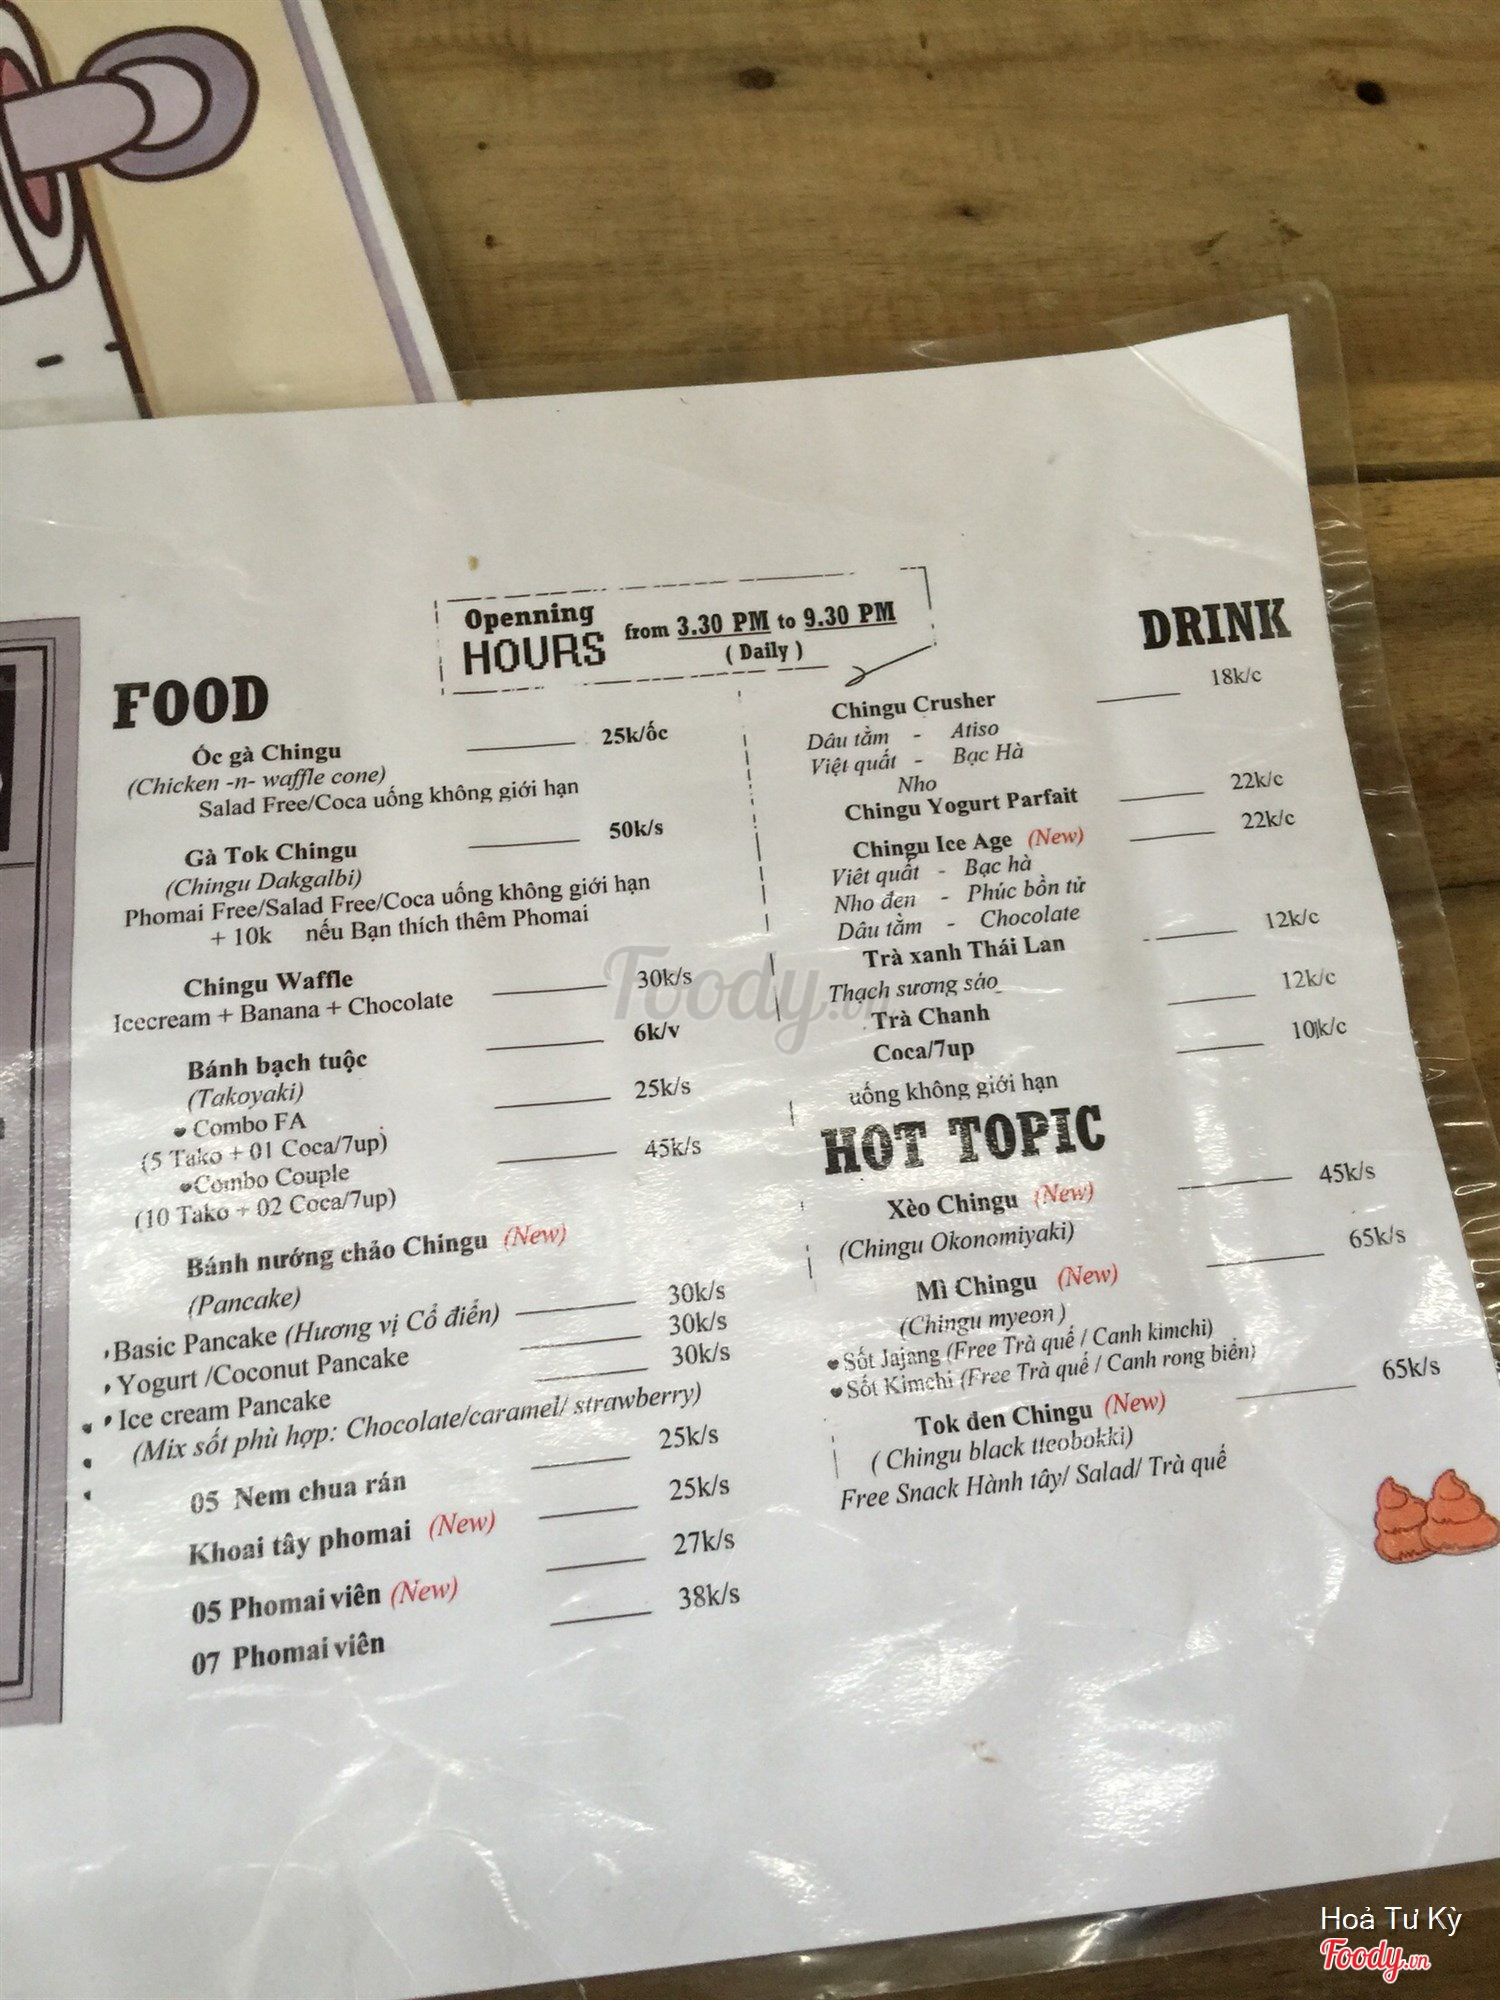 Openning
HOURS from 3.30 PM to 9.30 PM
( Daily )
FOOD
Ốc gà Chingu 25k/ốc
(Chicken -n- waffle cone)
Salad Free/Coca uống không giới hạn
Gà Tok Chingu 50k/s
(Chingu Dakgalbi)
Phomai Free/Salad Free/Coca uống không giới hạn
+ 10k nếu Bạn thích thêm Phomai
Chingu Waffle 30k/s
Icecream + Banana + Chocolate
Bánh bạch tuộc 6k/v
(Takoyaki)
Combo FA 25k/s
(5 Tako + 01 Coca/7up)
Combo Couple 45k/s
(10 Tako + 02 Coca/7up)
Bánh nướng chảo Chingu (New)
(Pancake)
Basic Pancake (Hương vị Cổ điển) 30k/s
Yogurt /Coconut Pancake 30k/s
Ice cream Pancake 30k/s
(Mix sốt phù hợp: Chocolate/caramel/ strawberry)
05 Nem chua rán 25k/s
Khoai tây phomai (New) 25k/s
05 Phomai viên (New) 27k/s
07 Phomai viên 38k/s
DRINK
Chingu Crusher 18k/c
Dâu tằm - Atiso
Việt quất - Bạc Hà
Nho
Chingu Yogurt Parfait 22k/c
Chingu Ice Age (New) 22k/c
Viêt quất - Bạc hà
Nho đen - Phúc bồn tử
Dâu tằm - Chocolate
Trà xanh Thái Lan 12k/c
Thạch sương sáo
Trà Chanh 12k/c
Coca/7up 10k/c
uống không giới hạn
HOT TOPIC
Xèo Chingu (New) 45k/s
(Chingu Okonomiyaki)
Mì Chingu (New) 65k/s
(Chingu myeon )
Sốt Jajang (Free Trà quế / Canh kimchi)
Sốt Kimchi (Free Trà quế / Canh rong biển)
Tok đen Chingu (New) 65k/s
( Chingu black tteobokki)
Free Snack Hành tây/ Salad/ Trà quế
Foody.vn
Hoả Tư Kỳ
Foody.vn